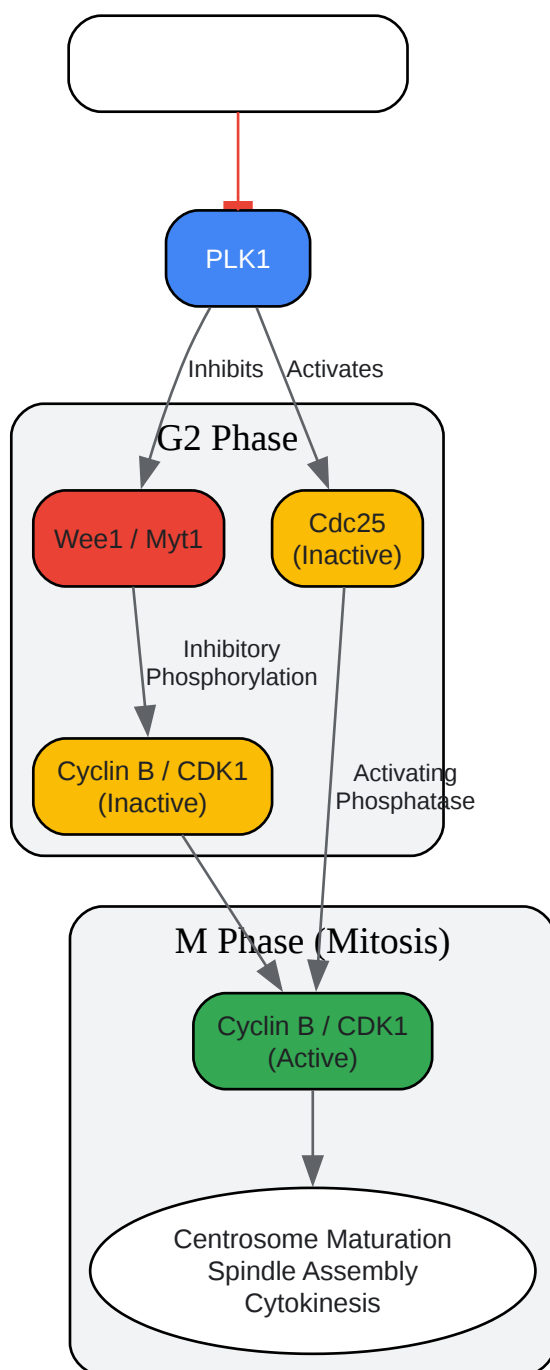 PLK1
Inhibits
Activates
G2 Phase
Wee1 / Myt1
Cdc25
(Inactive)
Inhibitory
Phosphorylation
Cyclin B / CDK1
(Inactive)
Activating
Phosphatase
M Phase (Mitosis)
Cyclin B / CDK1
(Active)
Centrosome Maturation
Spindle Assembly
Cytokinesis